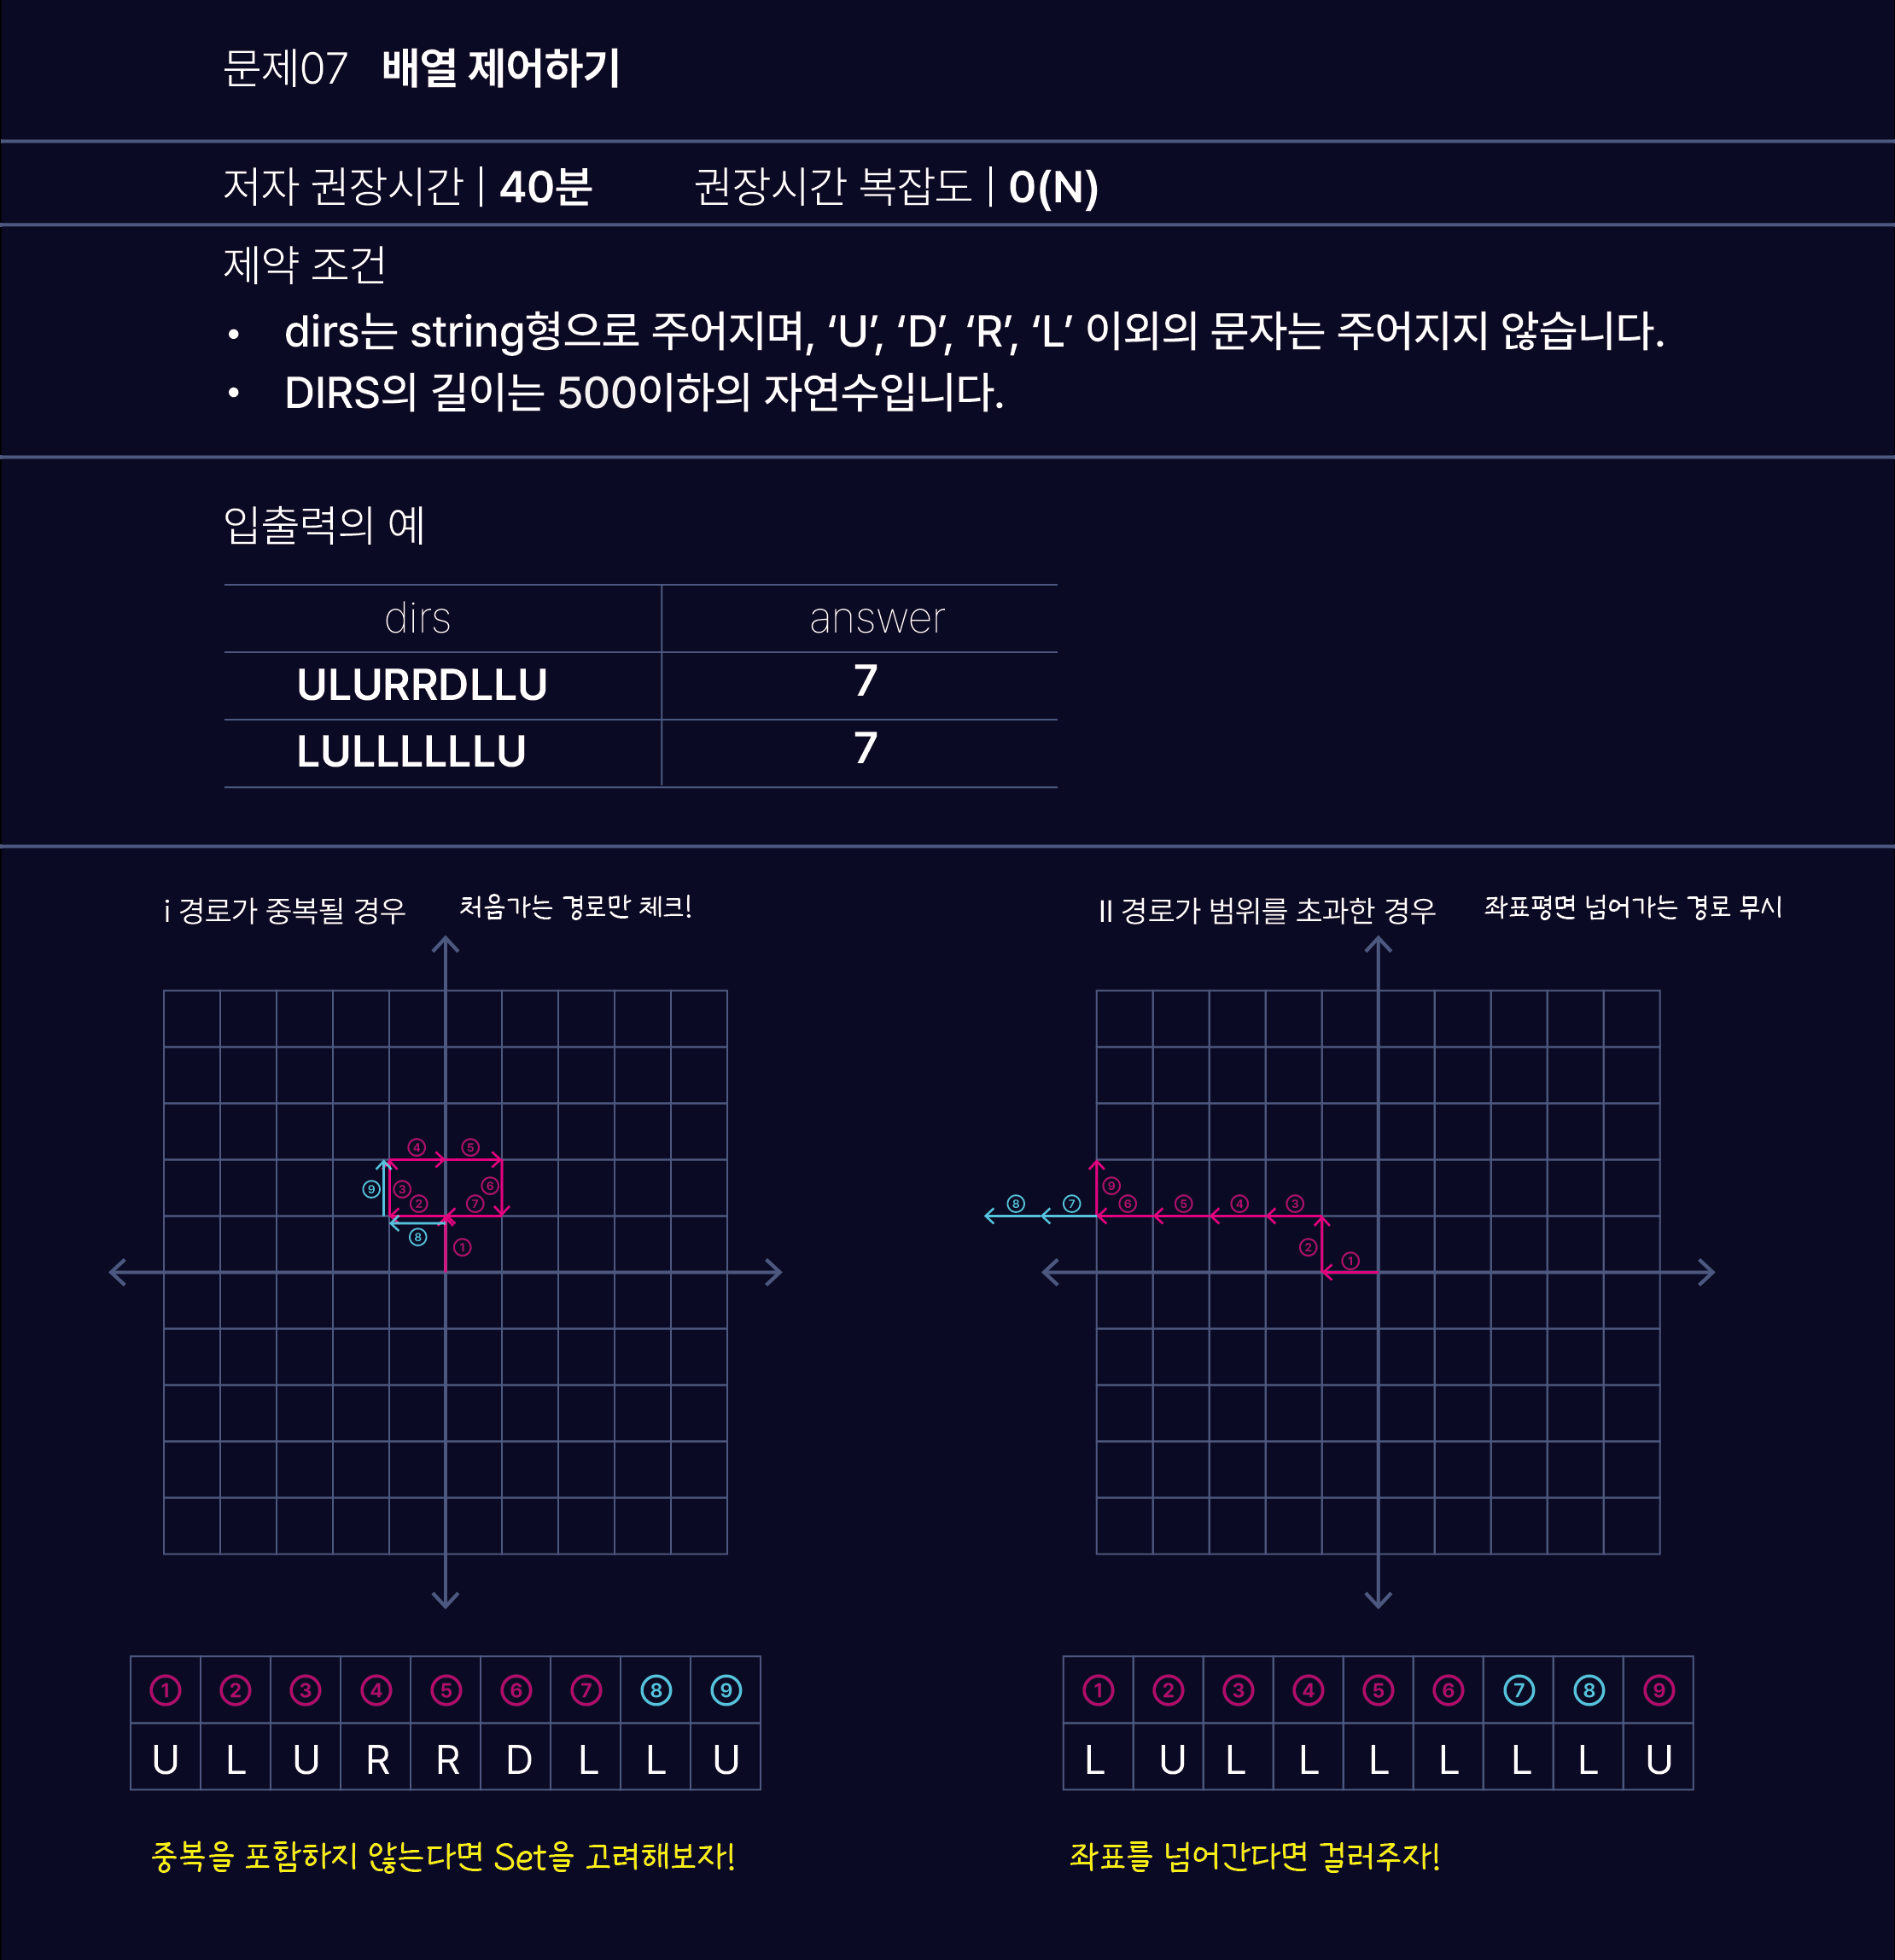 문제07 배열 제어하기
저자 권장시간 | 40분 권장시간 복잡도 | 0(N)
제약 조건
• dirs는 string형으로 주어지며, ‘U’, ‘D’, ‘R’, ‘L’ 이외의 문자는 주어지지 않습니다.
• DIRS의 길이는 500이하의 자연수입니다.
입출력의 예
dirs answer
ULURRDLLU 7
LULLLLLLU 7
i 경로가 중복될 경우 처음가는 경로만 체크!
II 경로가 범위를 초과한 경우 좌표평면 넘어가는 경로 무시
④ ⑤
⑨ ③ ⑥
② ⑦
⑧ ①
⑨
⑧ ⑦ ⑥ ⑤ ④ ③
② ①
① ② ③ ④ ⑤ ⑥ ⑦ ⑧ ⑨
U L U R R D L L U
① ② ③ ④ ⑤ ⑥ ⑦ ⑧ ⑨
L U L L L L L L U
중복을 포함하지 않는다면 Set을 고려해보자!
좌표를 넘어간다면 걸러주자!